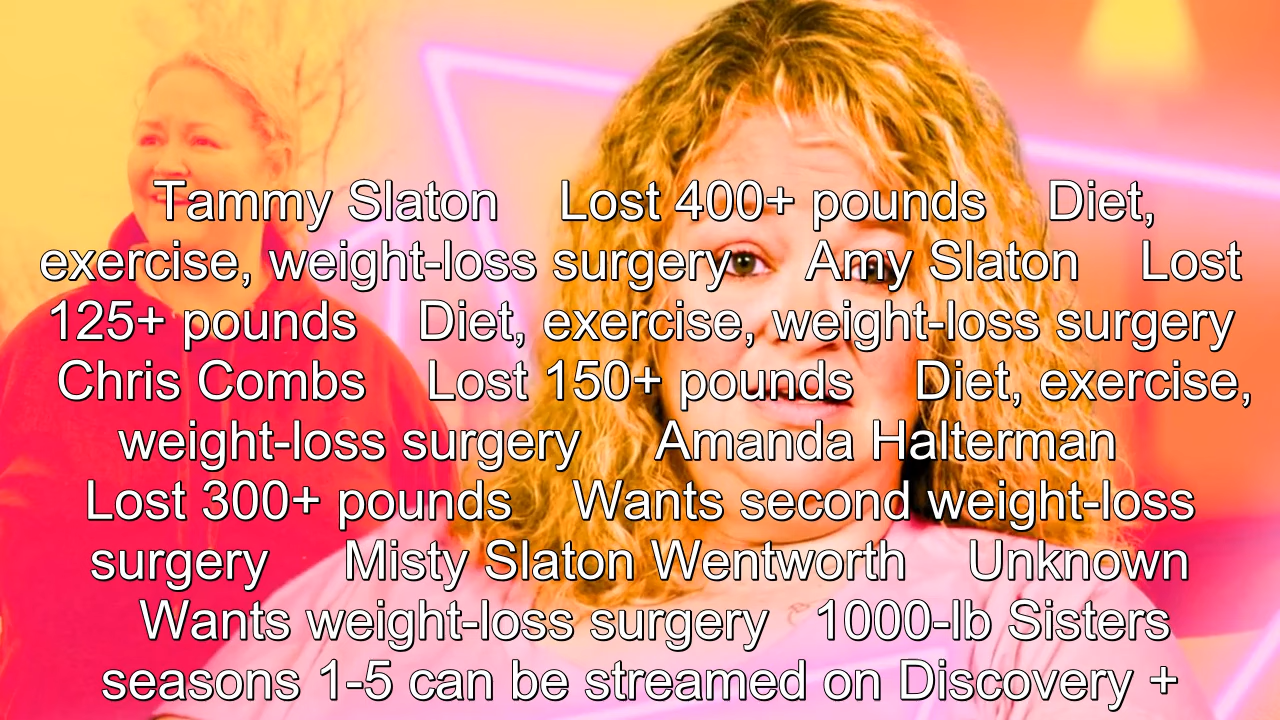 Tammy Slaton Lost 400+ pounds Diet,
exercise, weight-loss surgery Amy Slaton Lost
125+ pounds Diet, exercise, weight-loss surgery
Chris Combs Lost 150+ pounds Diet, exercise,
weight-loss surgery Amanda Halterman
Lost 300+ pounds Wants second weight-loss
surgery Misty Slaton Wentworth Unknown
Wants weight-loss surgery 1000-lb Sisters
seasons 1-5 can be streamed on Discovery +